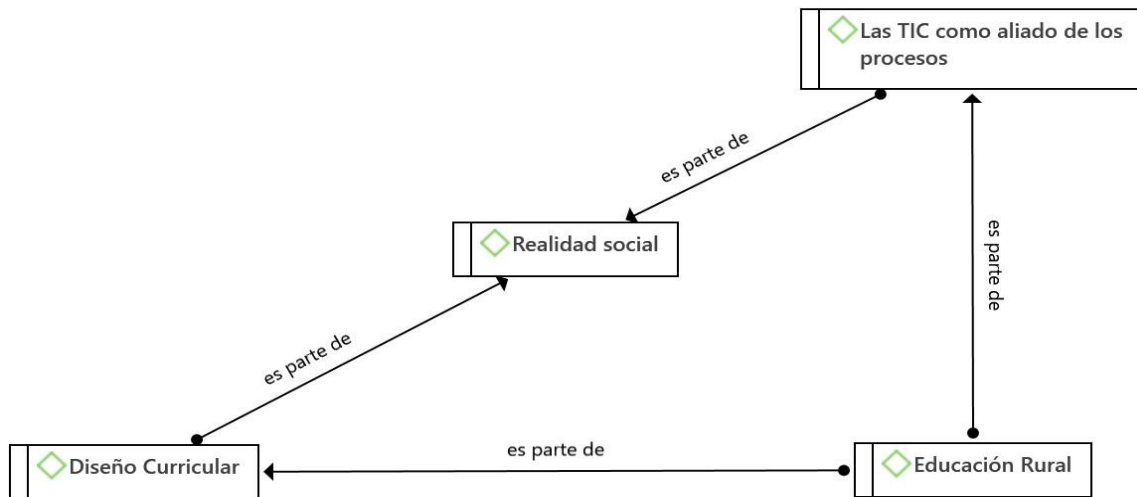 Las TIC como aliado de los
procesos
es parte de
Realidad social
es parte de
es parte de
Diseño Curricular
es parte de
Educación Rural